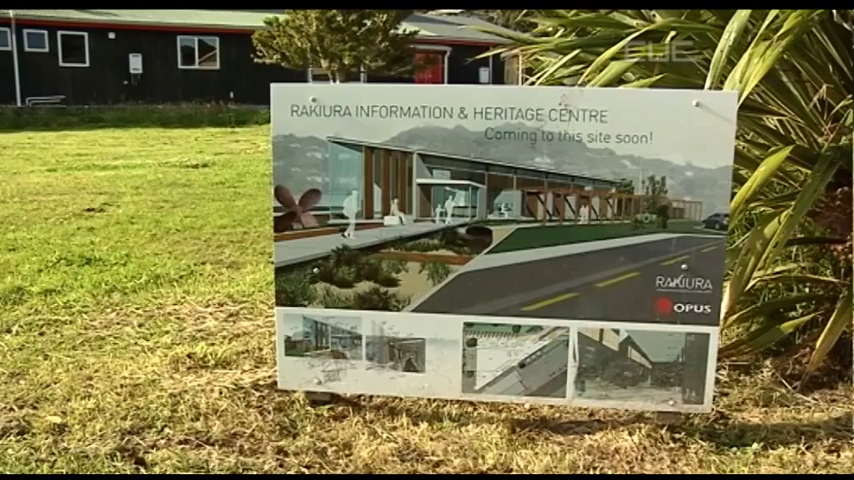 RAKIURA INFORMATION & HERITAGE CENTRE
Coming to this site soon!
RAKIURA
OPUS